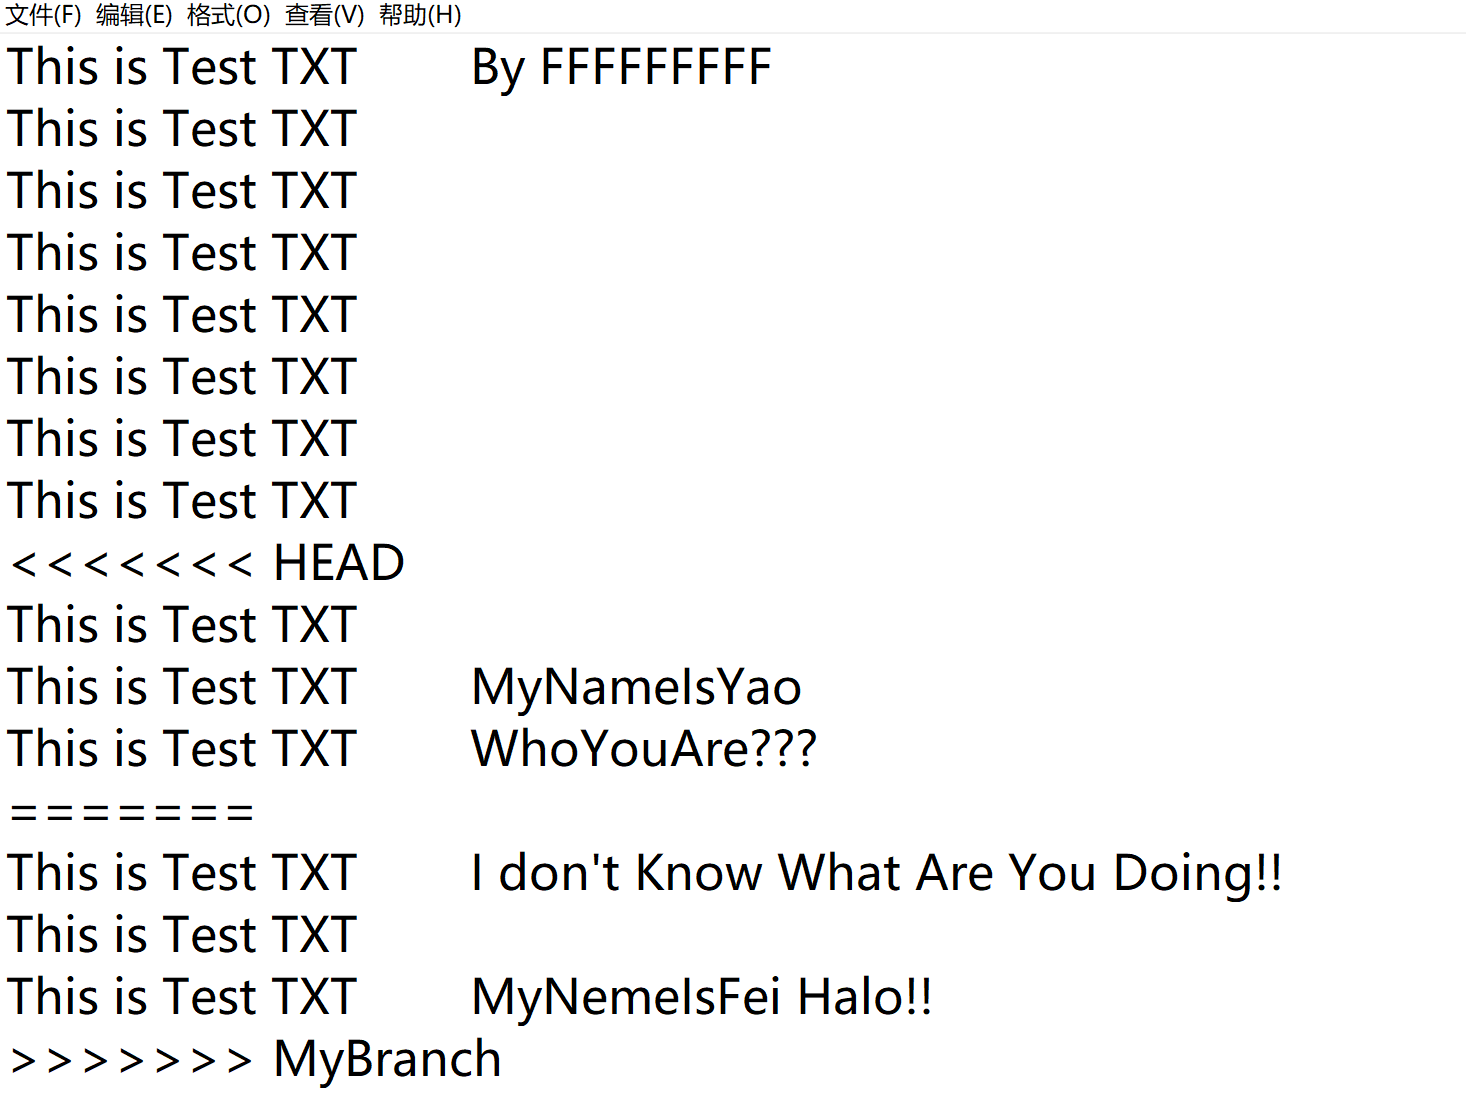 文件(F) 编辑(E) 格式(O) 查看(V) 帮助(H)
This is Test TXT		By FFFFFFFFF
This is Test TXT
This is Test TXT
This is Test TXT
This is Test TXT
This is Test TXT
This is Test TXT
This is Test TXT
<<<<<<< HEAD
This is Test TXT
This is Test TXT		MyNameIsYao
This is Test TXT		WhoYouAre???
=======
This is Test TXT		I don't Know What Are You Doing!!
This is Test TXT
This is Test TXT		MyNemeIsFei Halo!!
>>>>>>> MyBranch